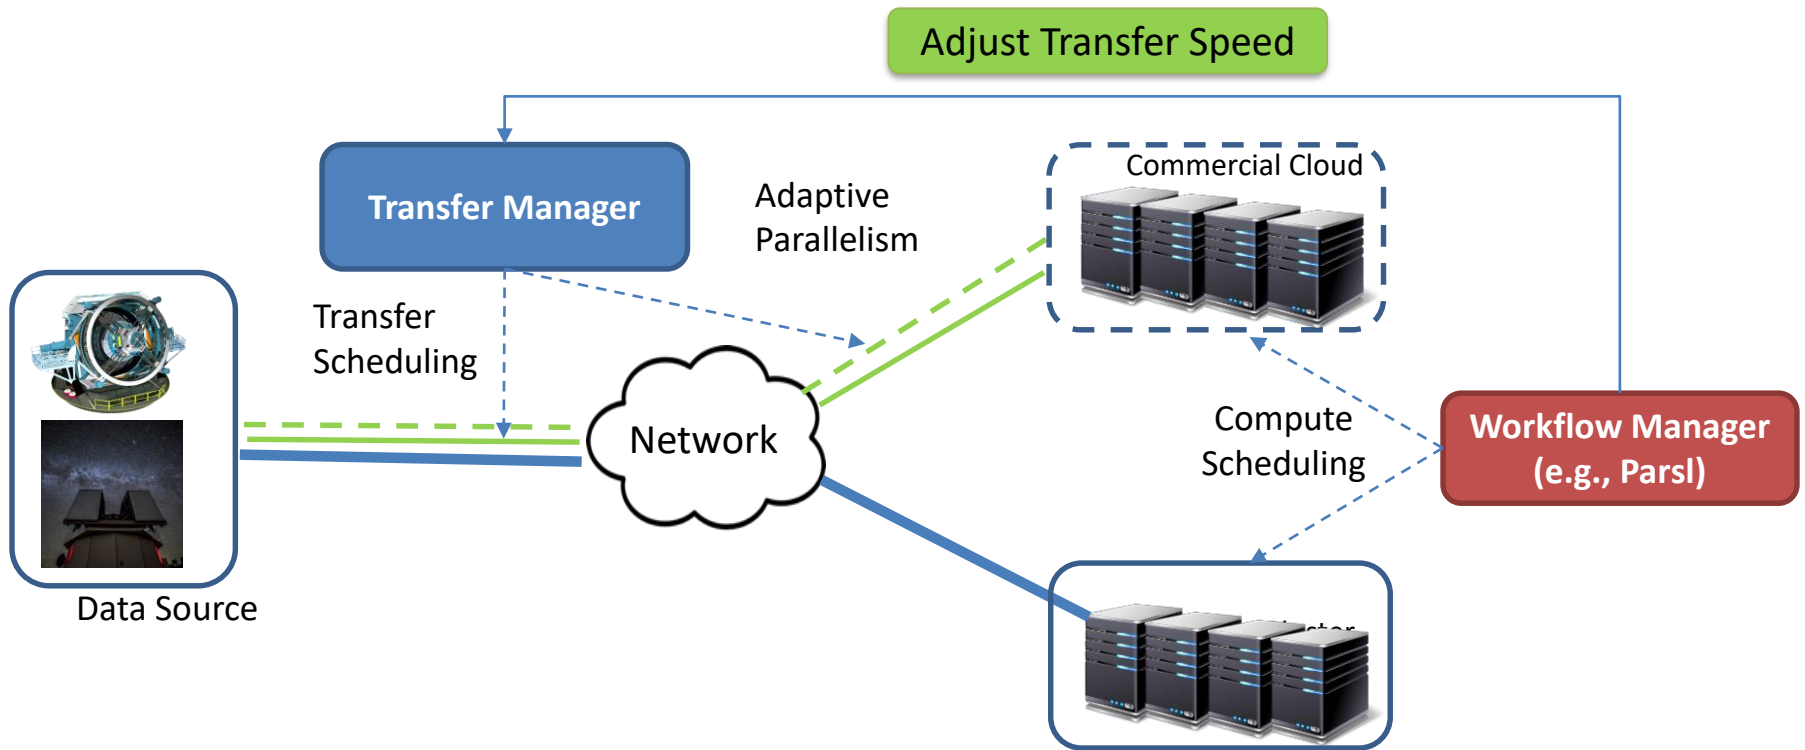 Adjust Transfer Speed
Transfer Manager
Commercial Cloud
Adaptive
Parallelism
Transfer
Scheduling
Network
Compute
Scheduling
Workflow Manager
(e.g., Parsl)
Data Source